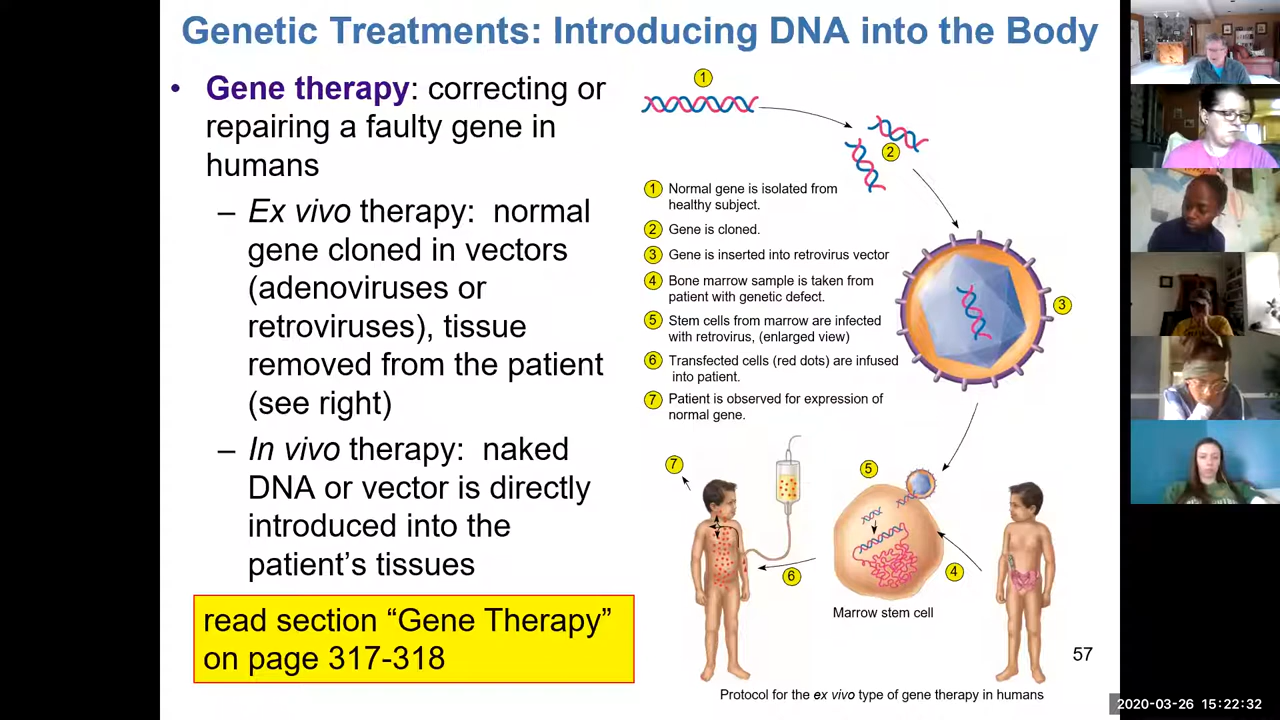 Genetic Treatments: Introducing DNA into the Body
• Gene therapy: correcting or
repairing a faulty gene in
humans
– Ex vivo therapy: normal
gene cloned in vectors
(adenoviruses or
retroviruses), tissue
removed from the patient
(see right)
– In vivo therapy: naked
DNA or vector is directly
introduced into the
patient’s tissues
read section “Gene Therapy”
on page 317-318
1
2
1 Normal gene is isolated from
healthy subject.
2 Gene is cloned.
3 Gene is inserted into retrovirus vector
4 Bone marrow sample is taken from
patient with genetic defect.
5 Stem cells from marrow are infected
with retrovirus, (enlarged view)
6 Transfected cells (red dots) are infused
into patient.
7 Patient is observed for expression of
normal gene.
3
7
5
6
4
Marrow stem cell
57
Protocol for the ex vivo type of gene therapy in humans
2020-03-26 15:22:32